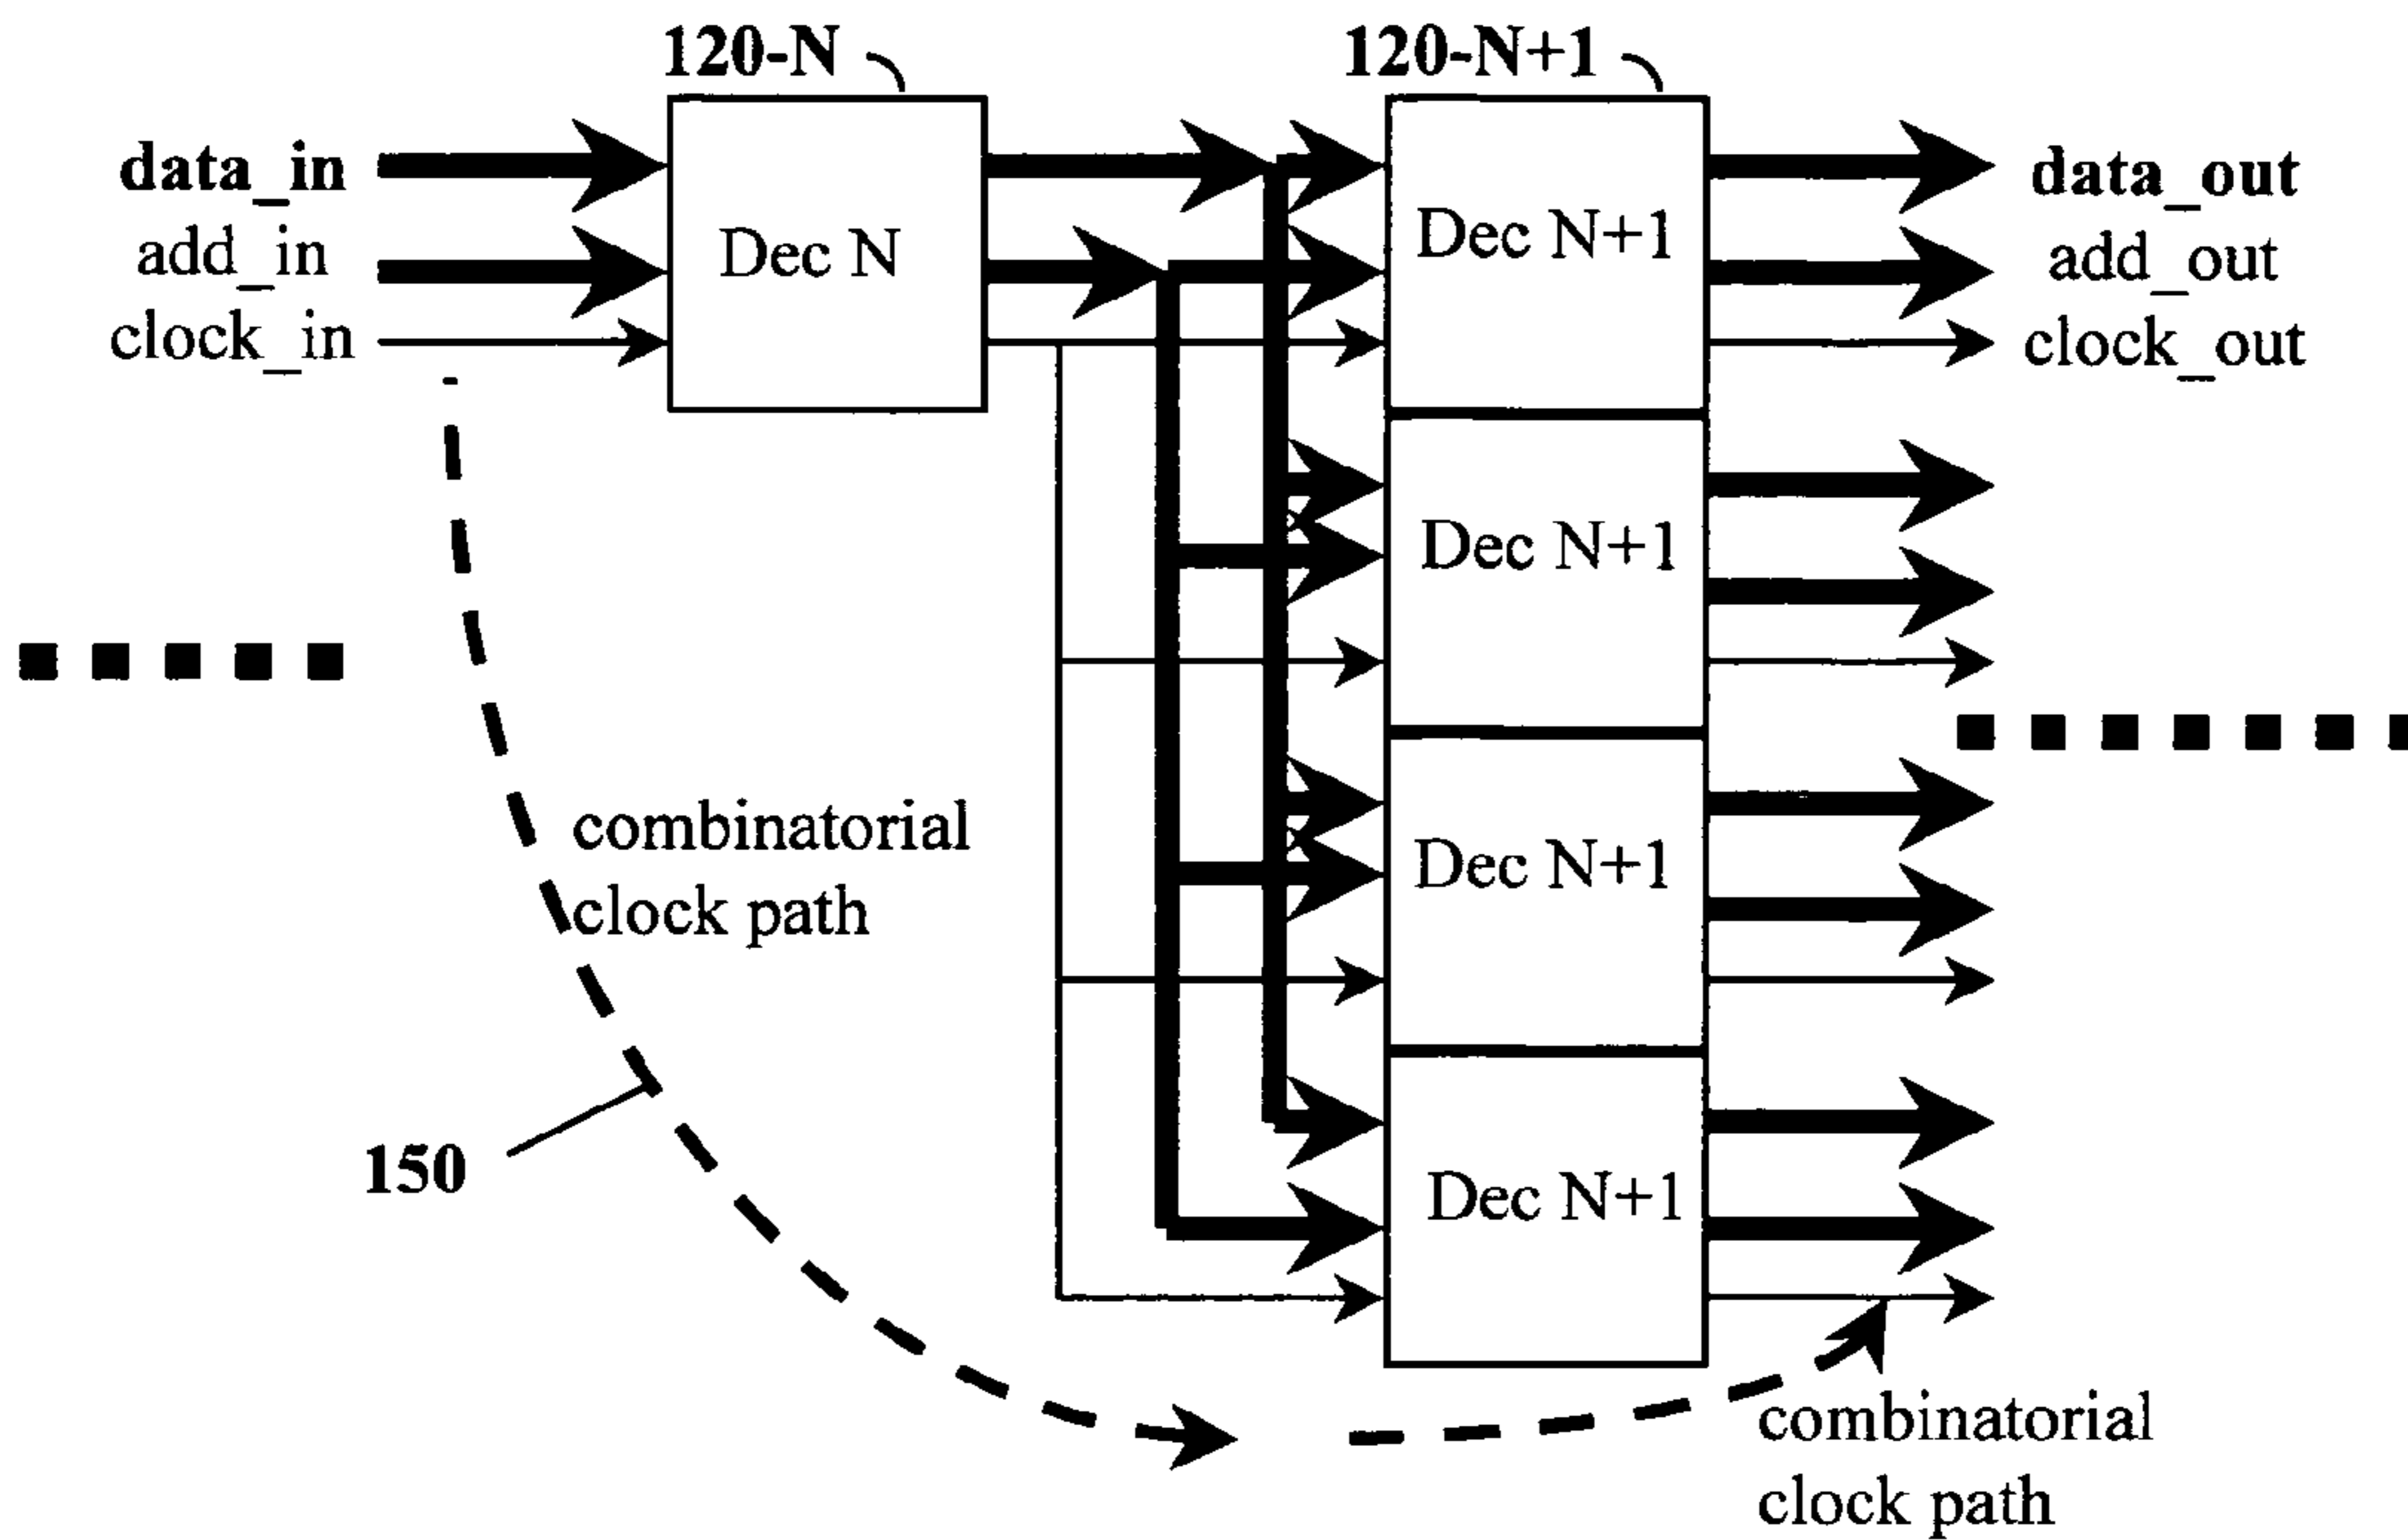 120-N
120-N+1
data_in
add_in
clock_in
Dec N
Dec N+1
data_out
add_out
clock_out
Dec N+1
combinatorial
clock path
Dec N+1
150
Dec N+1
combinatorial
clock path